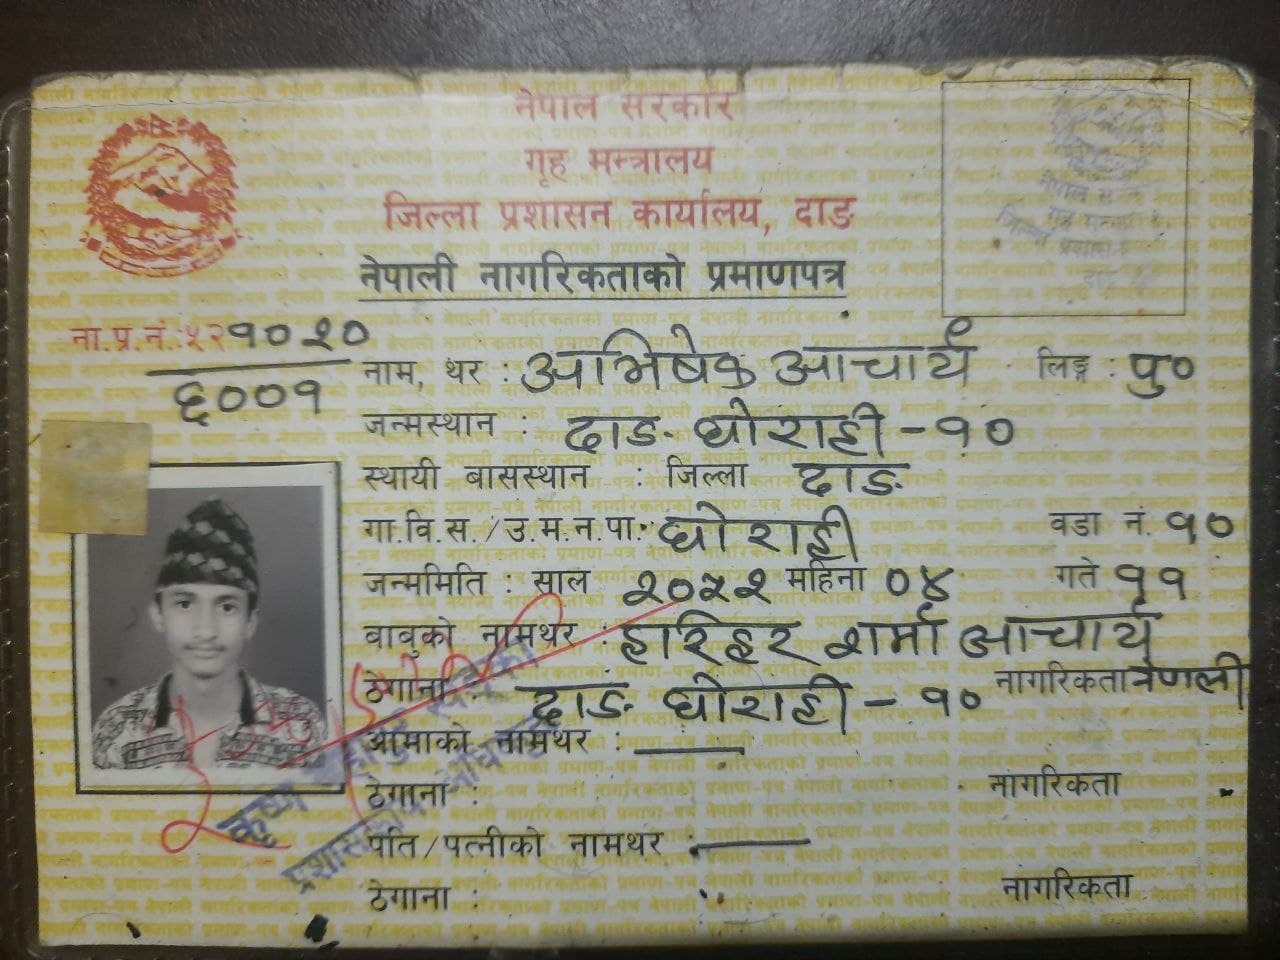 नेपाल सरकार
गृह मन्त्रालय
जिल्ला प्रशासन कार्यालय, दाङ
नेपाली नागरिकताको प्रमाणपत्र
ना.प्र.नं. ५२१०२०
६००१
नाम, थर : अभिषेक आचार्य लिङ्ग : पु०
जन्मस्थान : दाङ घोराही - १०
स्थायी बासस्थान : जिल्ला दाङ
गा.वि.स./उ.म.न.पा. घोराही वडा नं. १०
जन्ममिति : साल २०५२ महिना ०४ गते ११
बाबुको नामथर : हरिहर शर्मा आचार्य
ठेगाना : दाङ घोराही - १० नागरिकता नेपाली
आमाको नामथर :
ठेगाना : नागरिकता
पति/पत्नीको नामथर :
ठेगाना : नागरिकता
नेपाल
गृह
जिल्ला
कृष्ण